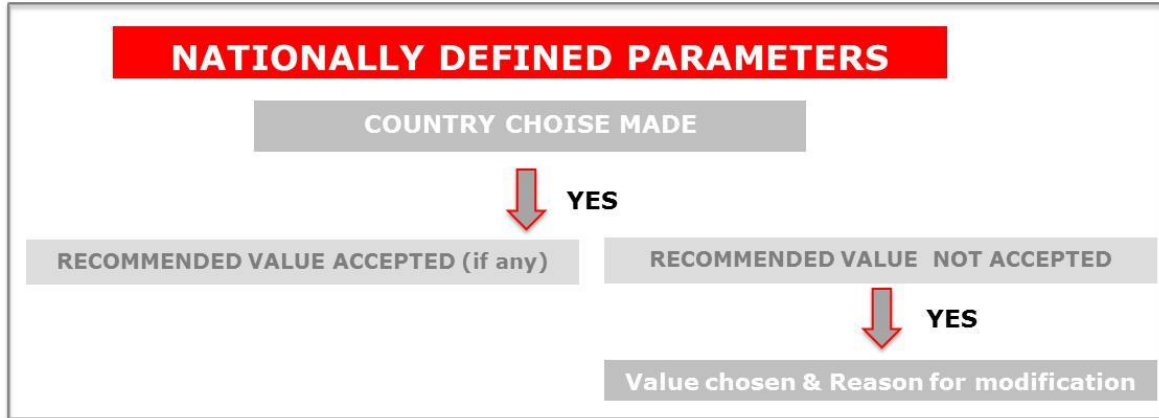 NATIONALLY DEFINED PARAMETERS
COUNTRY CHOISE MADE
YES
RECOMMENDED VALUE ACCEPTED (if any)
RECOMMENDED VALUE NOT ACCEPTED
YES
Value chosen & Reason for modification